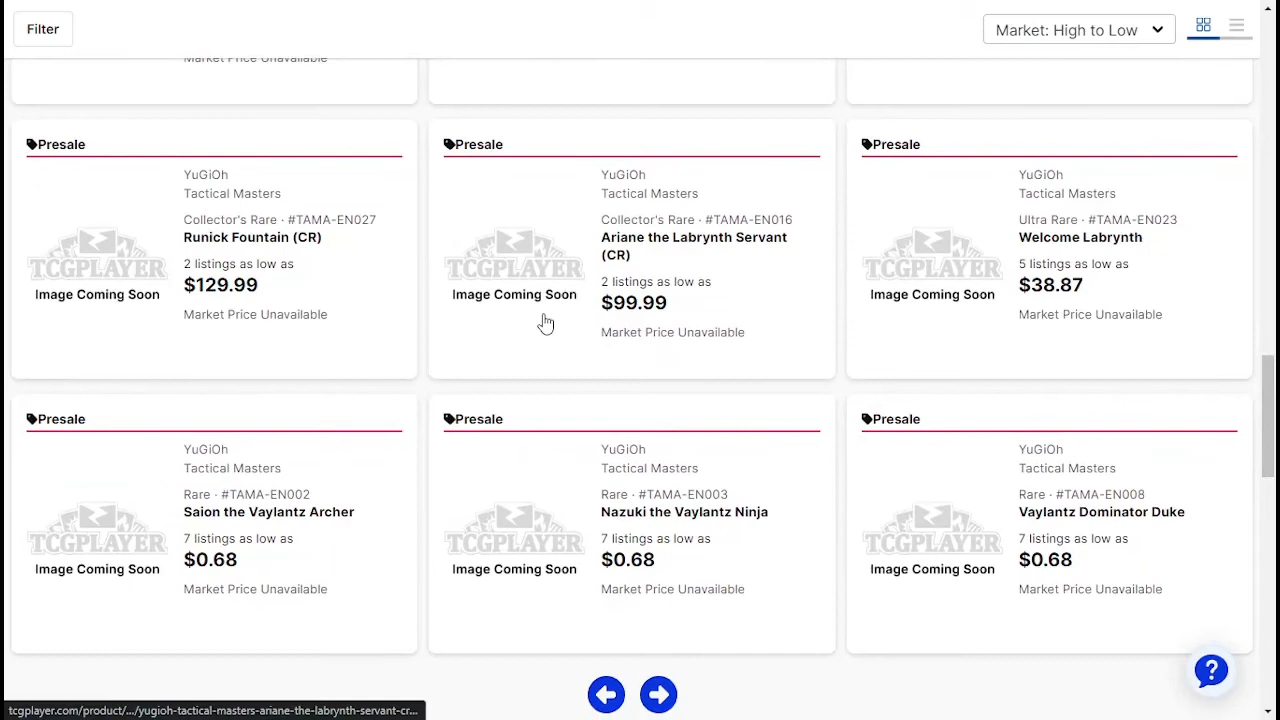 Filter
Market: High to Low
Market Price Unavailable
Presale
YuGiOh
Tactical Masters
Collector's Rare · #TAMA-EN027
Runick Fountain (CR)
2 listings as low as
$129.99
Market Price Unavailable
TCGPLAYER
Image Coming Soon
Presale
YuGiOh
Tactical Masters
Collector's Rare · #TAMA-EN016
Ariane the Labrynth Servant
(CR)
2 listings as low as
$99.99
Market Price Unavailable
TCGPLAYER
Image Coming Soon
Presale
YuGiOh
Tactical Masters
Ultra Rare · #TAMA-EN023
Welcome Labrynth
5 listings as low as
$38.87
Market Price Unavailable
TCGPLAYER
Image Coming Soon
Presale
YuGiOh
Tactical Masters
Rare · #TAMA-EN002
Saion the Vaylantz Archer
7 listings as low as
$0.68
Market Price Unavailable
TCGPLAYER
Image Coming Soon
Presale
YuGiOh
Tactical Masters
Rare · #TAMA-EN003
Nazuki the Vaylantz Ninja
7 listings as low as
$0.68
Market Price Unavailable
TCGPLAYER
Image Coming Soon
Presale
YuGiOh
Tactical Masters
Rare · #TAMA-EN008
Vaylantz Dominator Duke
7 listings as low as
$0.68
Market Price Unavailable
TCGPLAYER
Image Coming Soon
?
tcgplayer.com/product/.../yugioh-tactical-masters-ariane-the-labrynth-servant-cr...